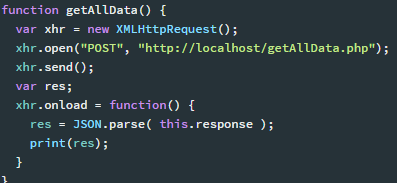 function getAllData() {
  var xhr = new XMLHttpRequest();
  xhr.open("POST", "http://localhost/getAllData.php");
  xhr.send();
  var res;
  xhr.onload = function() {
    res = JSON.parse( this.response );
    print(res);
  }
}